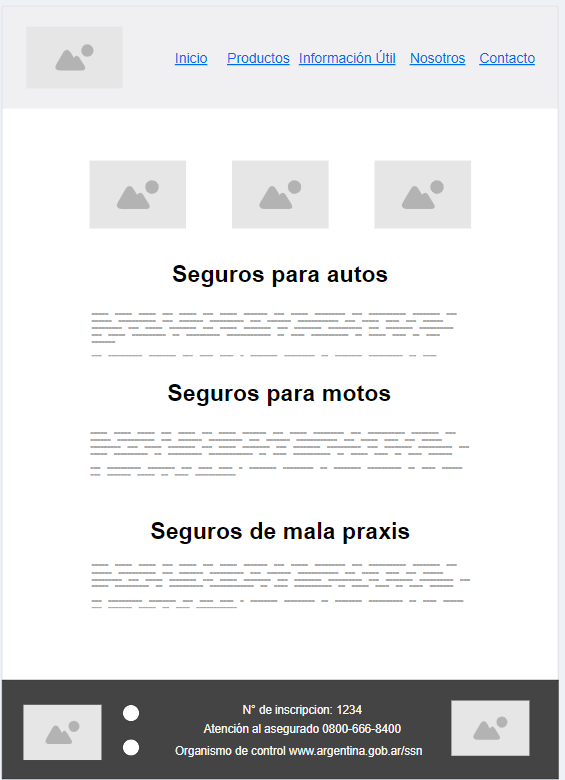 Inicio Productos Información Útil Nosotros Contacto
Seguros para autos
Seguros para motos
Seguros de mala praxis
N° de inscripcion: 1234
Atención al asegurado 0800-666-8400
Organismo de control www.argentina.gob.ar/ssn